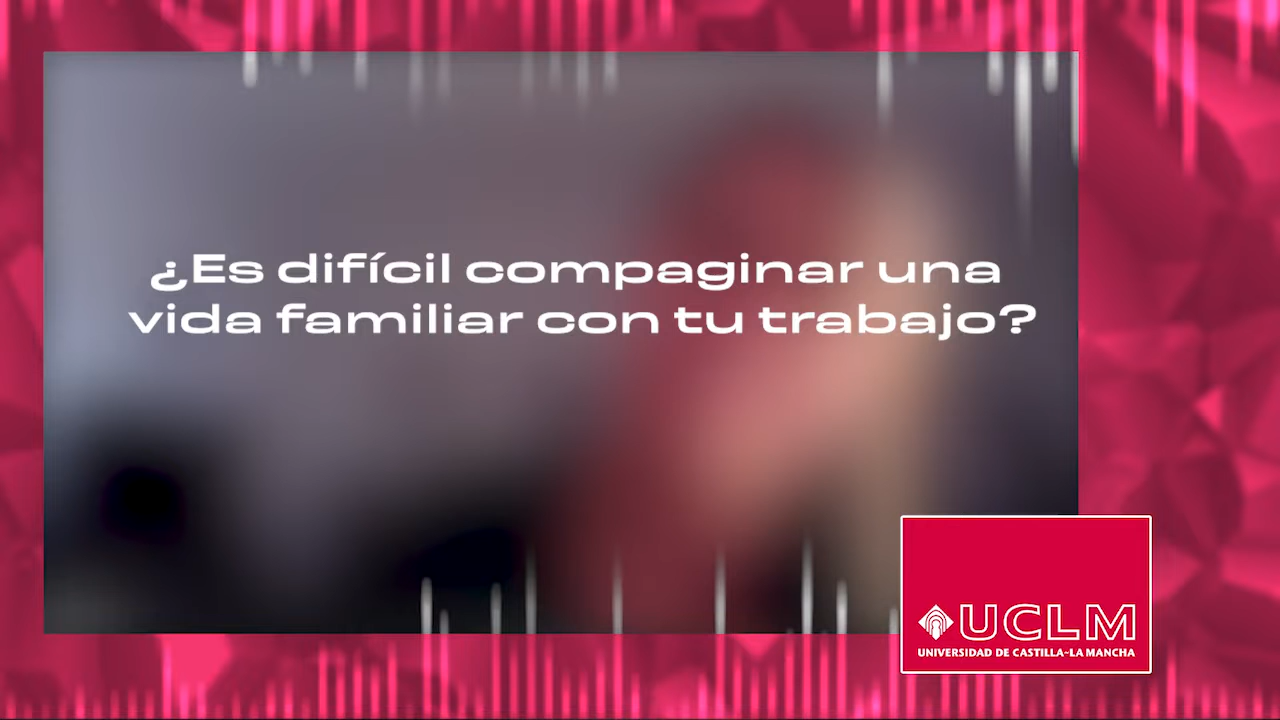 ¿Es difícil compaginar una
vida familiar con tu trabajo?
UCLM
UNIVERSIDAD DE CASTILLA-LA MANCHA